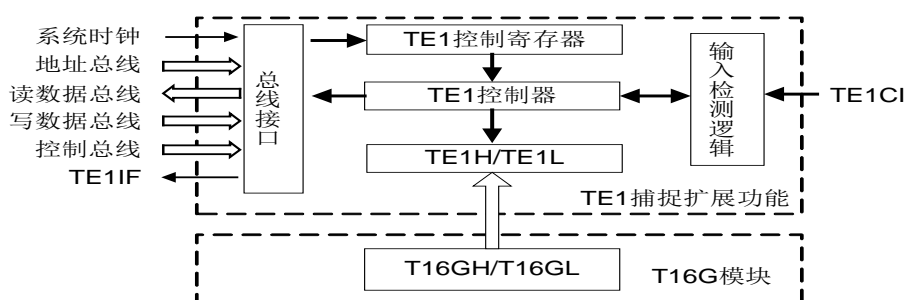 系统时钟
地址总线
读数据总线
写数据总线
控制总线
TE1IF
总线接口
TE1控制寄存器
TE1控制器
TE1H/TE1L
输入检测逻辑
TE1CI
TE1捕捉扩展功能
T16GH/T16GL
T16G模块